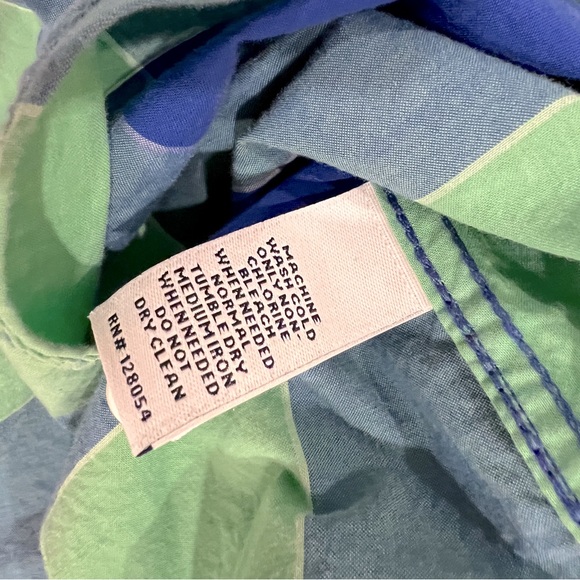 MACHINE
WASH COLD
ONLY NON-
CHLORINE
BLEACH
WHEN NEEDED
NORMAL
TUMBLE DRY
MEDIUM IRON
WHEN NEEDED
DO NOT
DRY CLEAN
RN# 128054